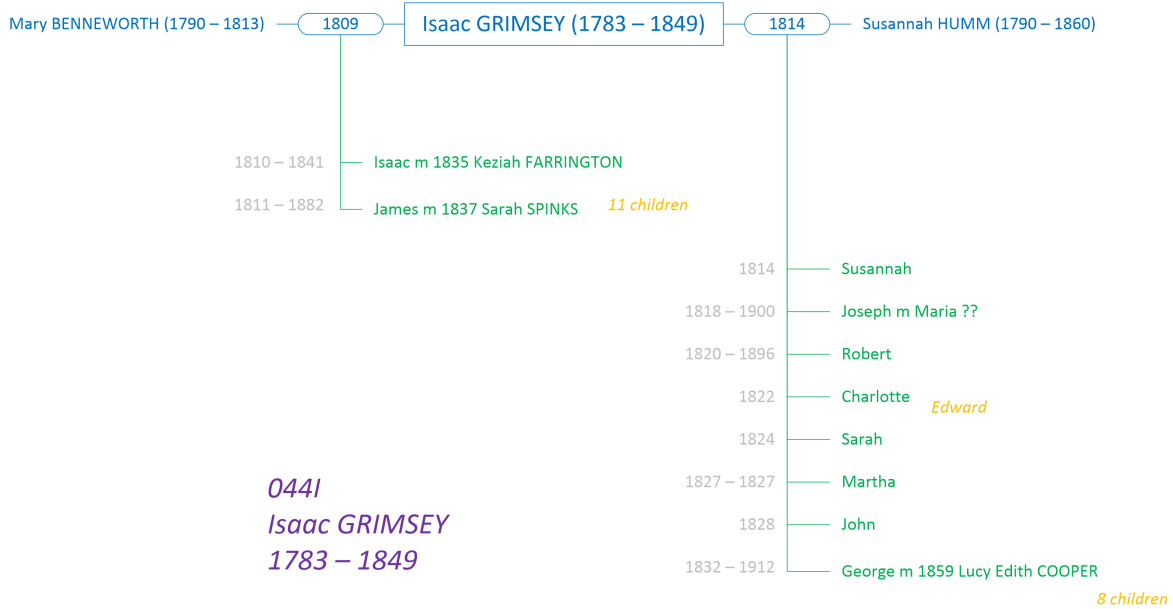 Mary BENNEWORTH (1790 – 1813)
1809
Isaac GRIMSEY (1783 – 1849)
1814
Susannah HUMM (1790 – 1860)
1810 – 1841 Isaac m 1835 Keziah FARRINGTON
1811 – 1882 James m 1837 Sarah SPINKS 11 children
1814 Susannah
1818 – 1900 Joseph m Maria ??
1820 – 1896 Robert
1822 Charlotte Edward
1824 Sarah
1827 – 1827 Martha
1828 John
1832 – 1912 George m 1859 Lucy Edith COOPER
8 children
044I
Isaac GRIMSEY
1783 – 1849